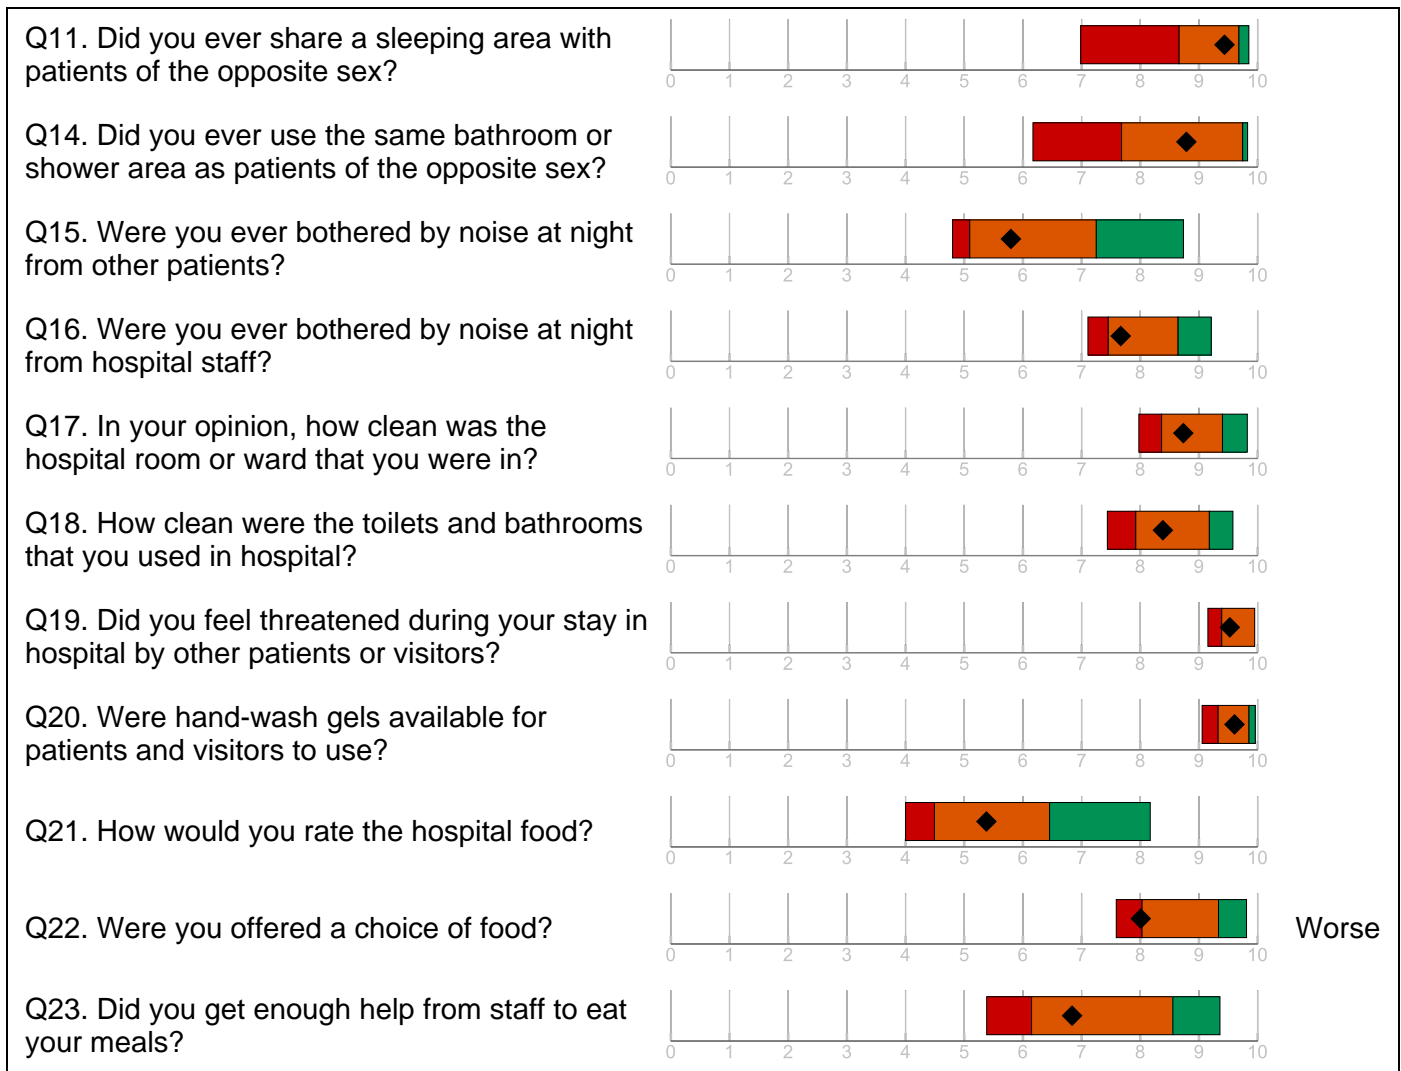 Q11. Did you ever share a sleeping area with
patients of the opposite sex?
0 1 2 3 4 5 6 7 8 9 10
Q14. Did you ever use the same bathroom or
shower area as patients of the opposite sex?
0 1 2 3 4 5 6 7 8 9 10
Q15. Were you ever bothered by noise at night
from other patients?
0 1 2 3 4 5 6 7 8 9 10
Q16. Were you ever bothered by noise at night
from hospital staff?
0 1 2 3 4 5 6 7 8 9 10
Q17. In your opinion, how clean was the
hospital room or ward that you were in?
0 1 2 3 4 5 6 7 8 9 10
Q18. How clean were the toilets and bathrooms
that you used in hospital?
0 1 2 3 4 5 6 7 8 9 10
Q19. Did you feel threatened during your stay in
hospital by other patients or visitors?
0 1 2 3 4 5 6 7 8 9 10
Q20. Were hand-wash gels available for
patients and visitors to use?
0 1 2 3 4 5 6 7 8 9 10
Q21. How would you rate the hospital food?
0 1 2 3 4 5 6 7 8 9 10
Q22. Were you offered a choice of food? Worse
0 1 2 3 4 5 6 7 8 9 10
Q23. Did you get enough help from staff to eat
your meals?
0 1 2 3 4 5 6 7 8 9 10